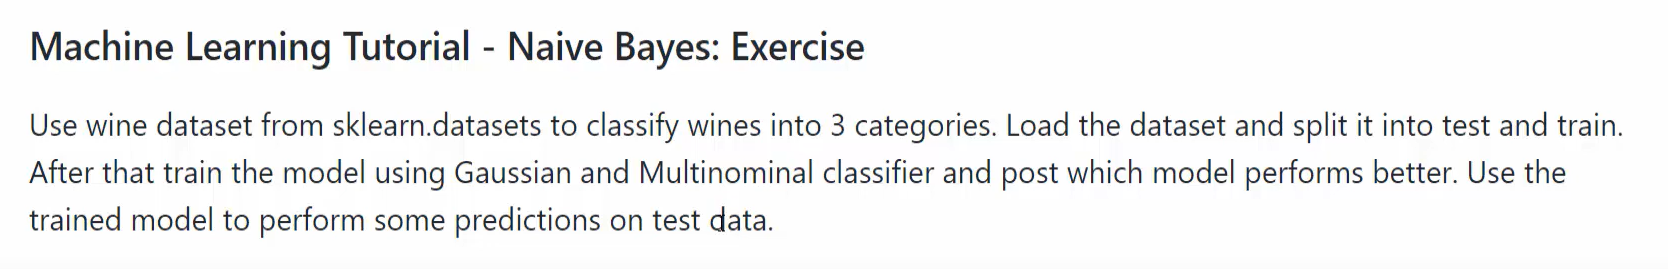 Machine Learning Tutorial - Naive Bayes: Exercise
Use wine dataset from sklearn.datasets to classify wines into 3 categories. Load the dataset and split it into test and train.
After that train the model using Gaussian and Multinominal classifier and post which model performs better. Use the
trained model to perform some predictions on test data.